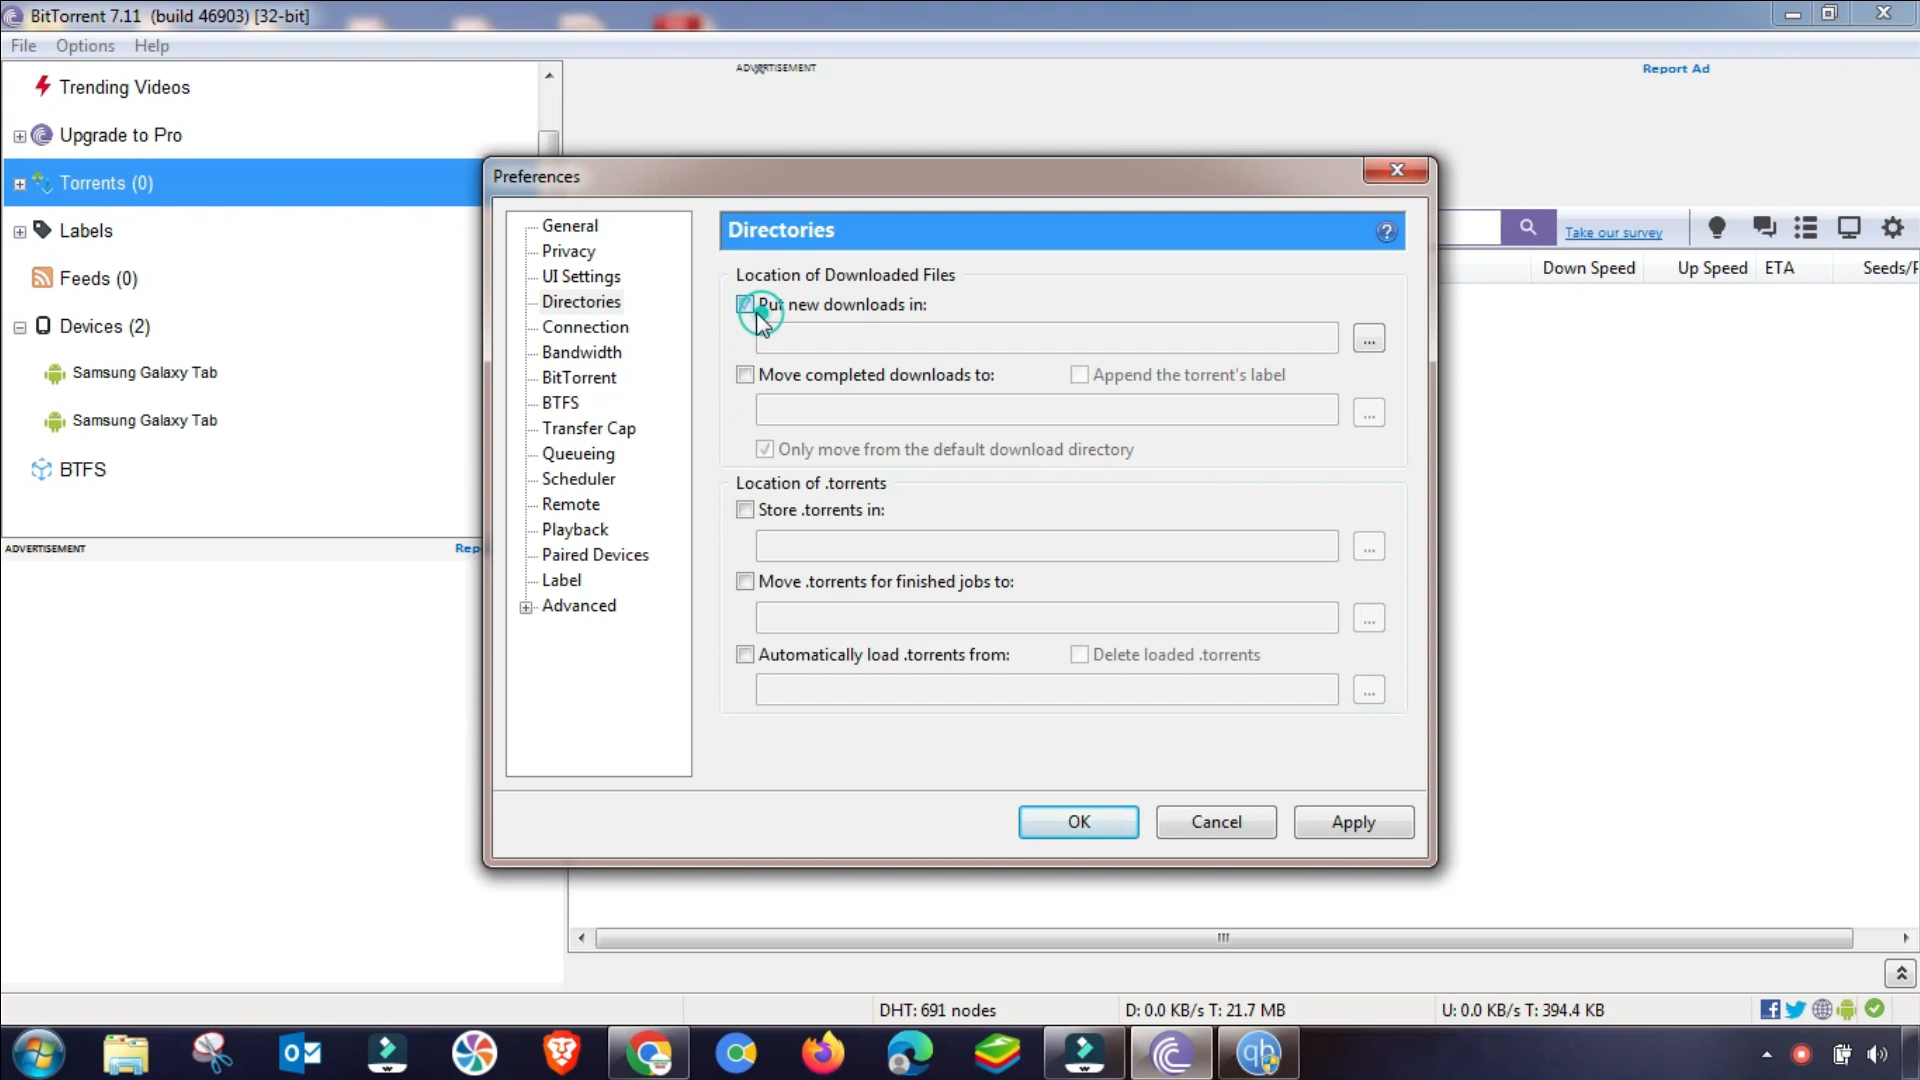 BitTorrent 7.11 (build 46903) [32-bit]
File Options Help
Trending Videos
Upgrade to Pro
Torrents (0)
Labels
Feeds (0)
Devices (2)
Samsung Galaxy Tab
Samsung Galaxy Tab
BTFS
ADVERTISEMENT
Rep
ADVERTISEMENT
Report Ad
Take our survey
Down Speed Up Speed ETA Seeds/P
Preferences
General
Privacy
UI Settings
Directories
Connection
Bandwidth
BitTorrent
BTFS
Transfer Cap
Queueing
Scheduler
Remote
Playback
Paired Devices
Label
Advanced
Directories
Location of Downloaded Files
Put new downloads in:
...
Move completed downloads to: Append the torrent's label
...
Only move from the default download directory
Location of .torrents
Store .torrents in:
...
Move .torrents for finished jobs to:
...
Automatically load .torrents from: Delete loaded .torrents
...
OK Cancel Apply
DHT: 691 nodes D: 0.0 KB/s T: 21.7 MB U: 0.0 KB/s T: 394.4 KB